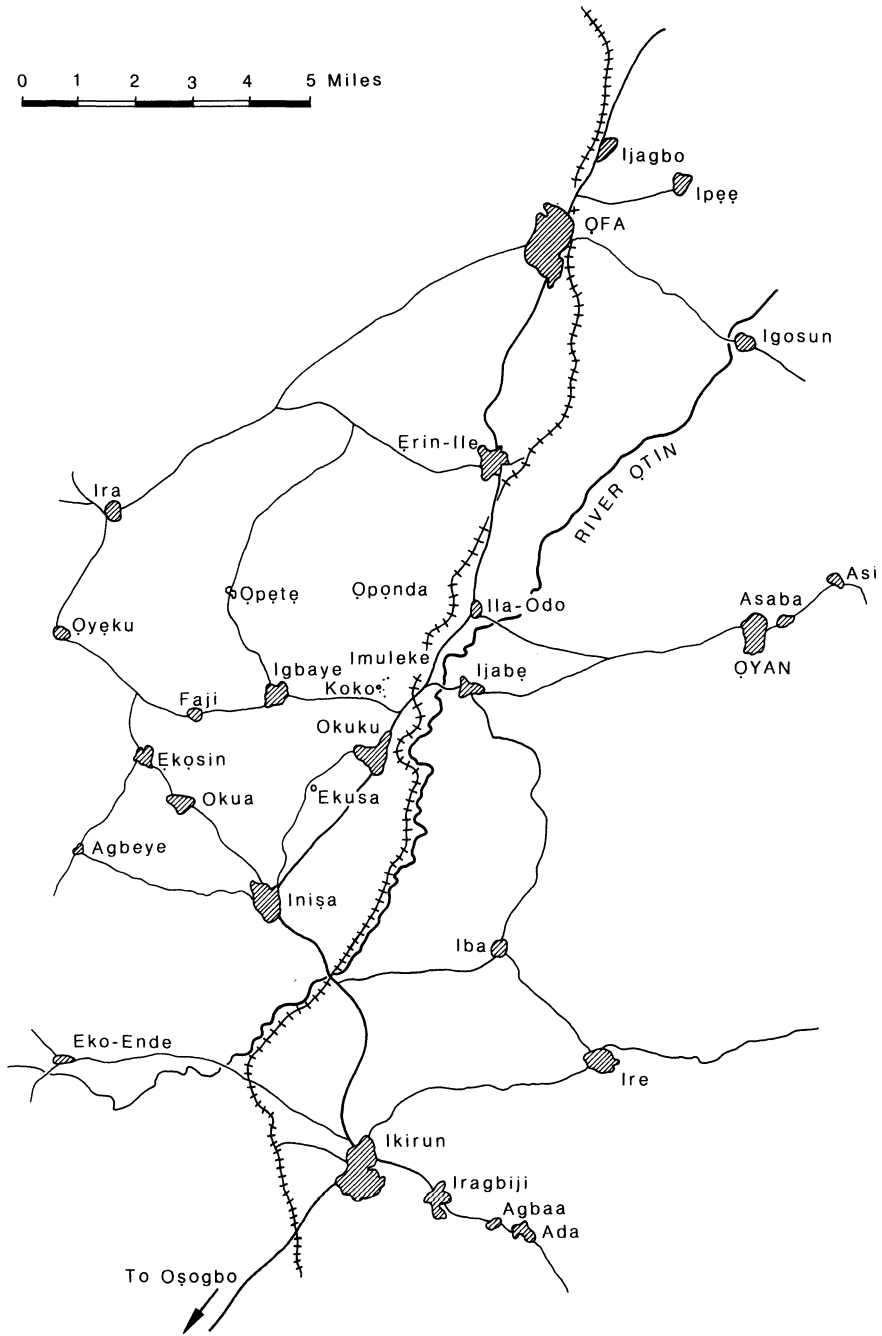 0 1 2 3 4 5 Miles
Ijagbo
Ipẹẹ
ỌFA
Igosun
Ẹrin-Ile
RIVER ỌTIN
Ira
Asi
Ọpẹtẹ
Ọpọnda
Ila-Odo
Asaba
Ọyẹku
ỌYAN
Imuleke
Igbaye
Ijabẹ
Koko
Faji
Okuku
Ẹkọsin
Ekusa
Okua
Agbeye
Iniṣa
Iba
Eko-Ende
Ire
Ikirun
Iragbiji
Agbaa
Ada
To Oṣogbo